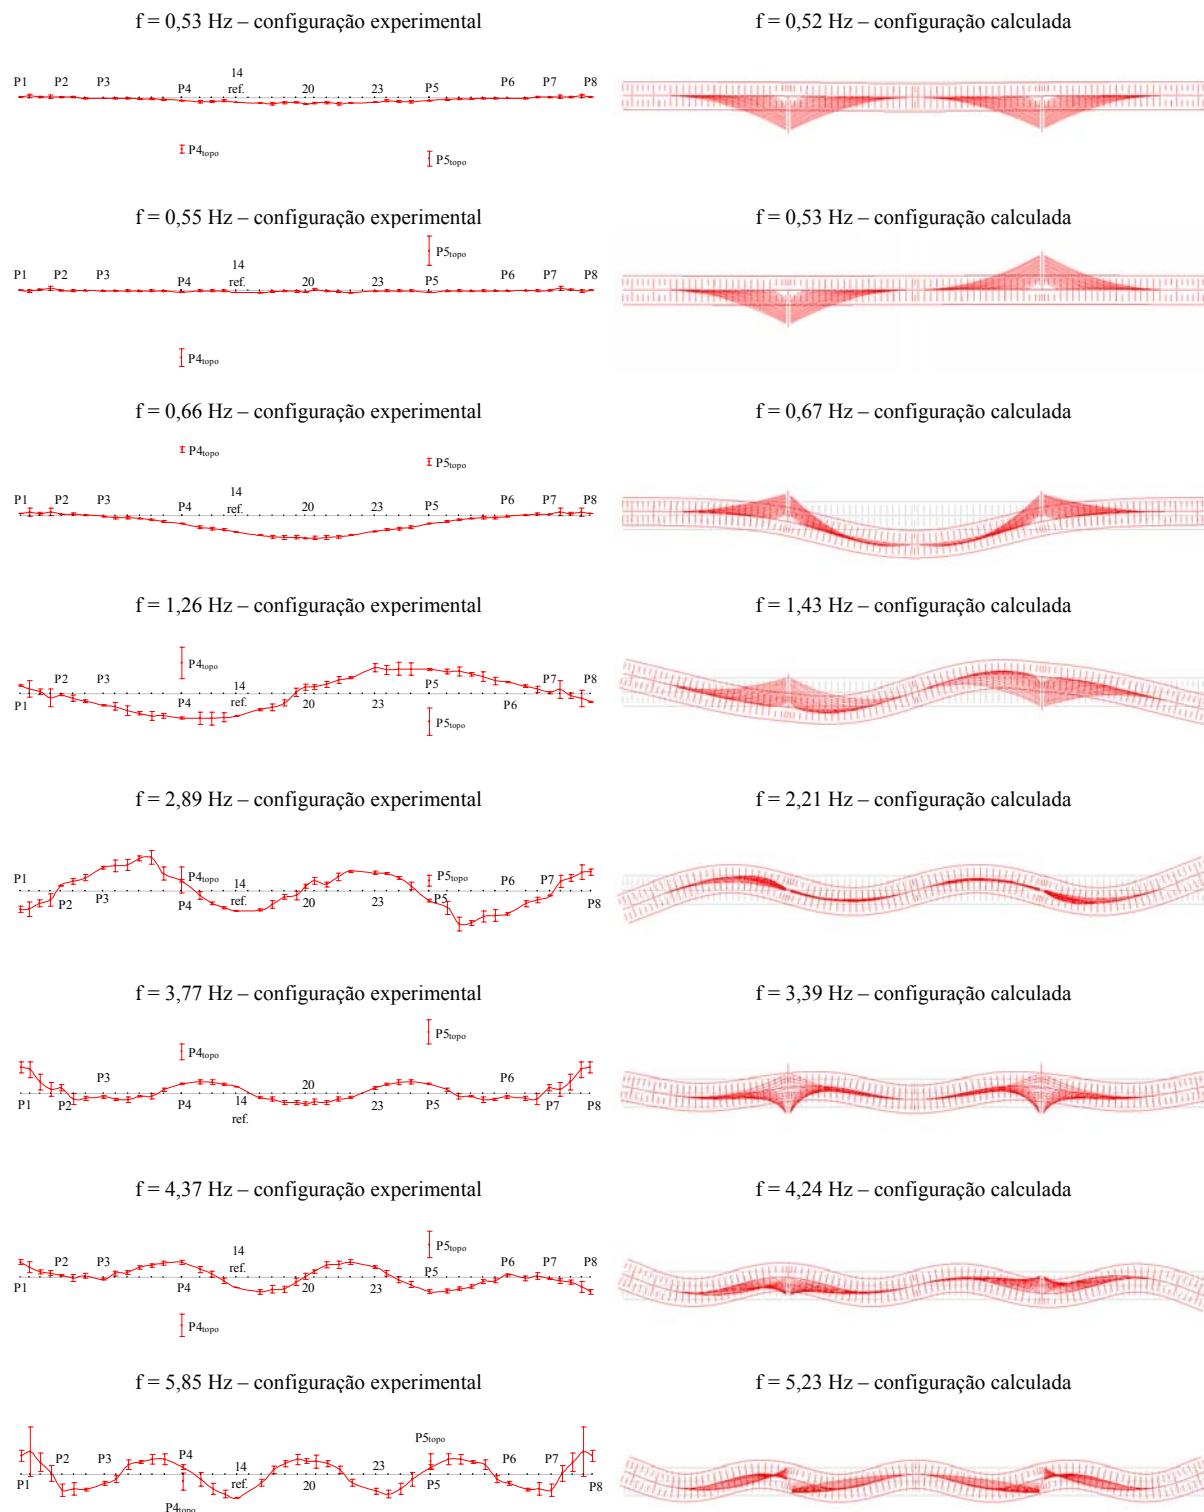 f = 0,53 Hz – configuração experimental
f = 0,52 Hz – configuração calculada
14
P1 P2 P3 P4 ref. 20 23 P5 P6 P7 P8
P4topo
P5topo
f = 0,55 Hz – configuração experimental
f = 0,53 Hz – configuração calculada
P5topo
14
P1 P2 P3 P4 ref. 20 23 P5 P6 P7 P8
P4topo
f = 0,66 Hz – configuração experimental
f = 0,67 Hz – configuração calculada
P4topo
P5topo
14
P1 P2 P3 P4 ref. 20 23 P5 P6 P7 P8
f = 1,26 Hz – configuração experimental
f = 1,43 Hz – configuração calculada
P4topo
P2 P3 14 P5 P7 P8
P1 P4 ref. 20 23 P6
P5topo
f = 2,89 Hz – configuração experimental
f = 2,21 Hz – configuração calculada
P1 P4topo P5topo P6 P7
14
P2 P3 P4 ref. 20 23 P5 P8
f = 3,77 Hz – configuração experimental
f = 3,39 Hz – configuração calculada
P5topo
P4topo
P3 20 P6
P1 P2 P4 14 23 P5 P7 P8
ref.
f = 4,37 Hz – configuração experimental
f = 4,24 Hz – configuração calculada
P5topo
14
P2 P3 ref. 20 P5 P6 P7 P8
P1 P4 23
P4topo
f = 5,85 Hz – configuração experimental
f = 5,23 Hz – configuração calculada
P5topo
P2 P3 P4 14 23 P6 P7
P1 ref. 20 P5 P8
P4topo